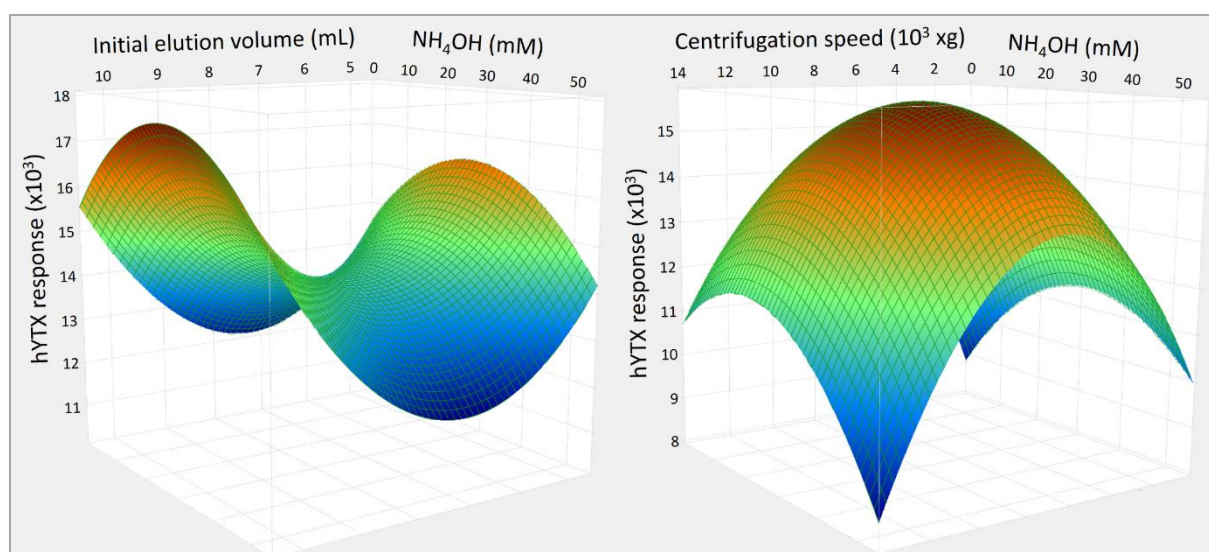 Initial elution volume (mL)
NH₄OH (mM)
10 9 8 7 6 5 0 10 20 30 40 50
hYTX response (x10³)
18
17
16
15
14
13
12
11
Centrifugation speed (10³ xg)
NH₄OH (mM)
14 12 10 8 6 4 2 0 10 20 30 40 50
hYTX response (x10³)
15
14
13
12
11
10
9
8